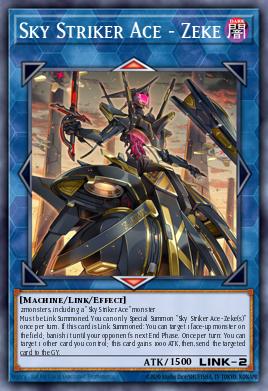 SKY STRIKER ACE - ZEKE
DARK
闇
[MACHINE/LINK/EFFECT]
2 monsters, including a "Sky Striker Ace" monster
Must be Link Summoned. You can only Special Summon "Sky Striker Ace - Zeke(s)"
once per turn. If this card is Link Summoned: You can target 1 face-up monster on
the field; banish it until your opponent's next End Phase. Once per turn: You can
target 1 other card you control; this card gains 1000 ATK, then, send the targeted
card to the GY.
ATK/1500 LINK-2